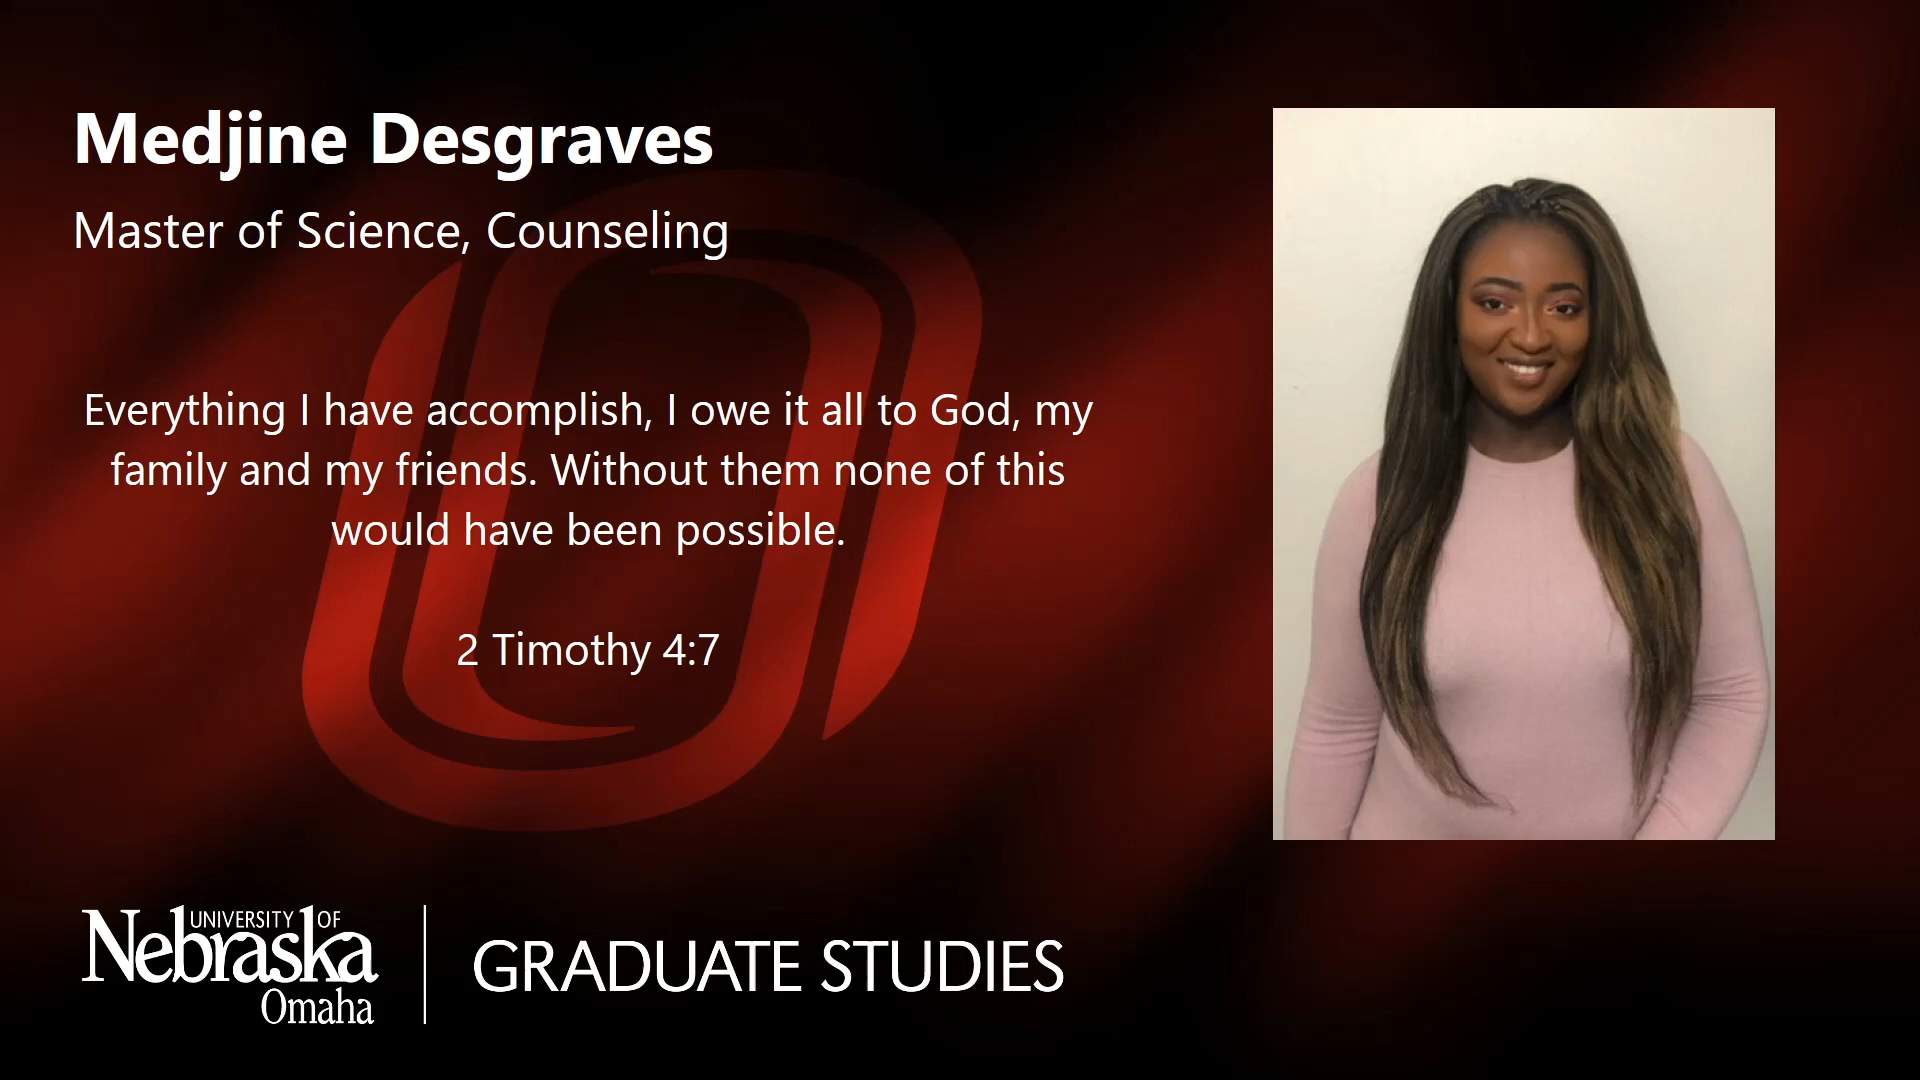 Medjine Desgraves
Master of Science, Counseling
Everything I have accomplish, I owe it all to God, my
family and my friends. Without them none of this
would have been possible.
2 Timothy 4:7
UNIVERSITY OF
Nebraska
Omaha
GRADUATE STUDIES